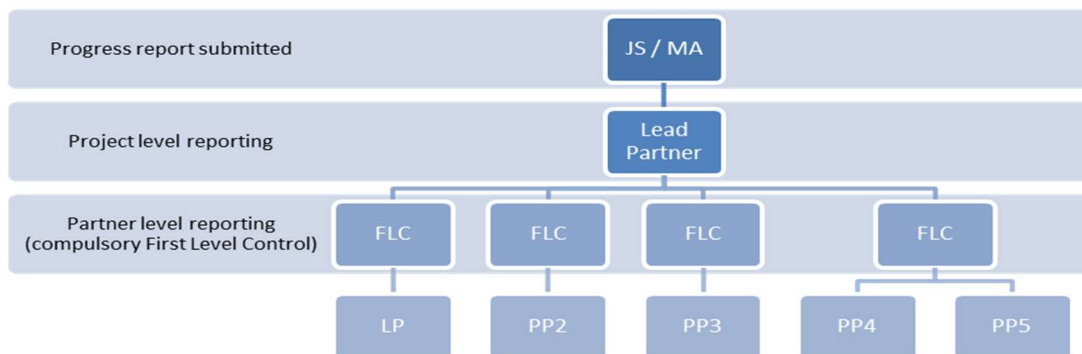 Progress report submitted
JS / MA
Project level reporting
Lead
Partner
Partner level reporting
(compulsory First Level Control)
FLC
FLC
FLC
FLC
LP
PP2
PP3
PP4
PP5